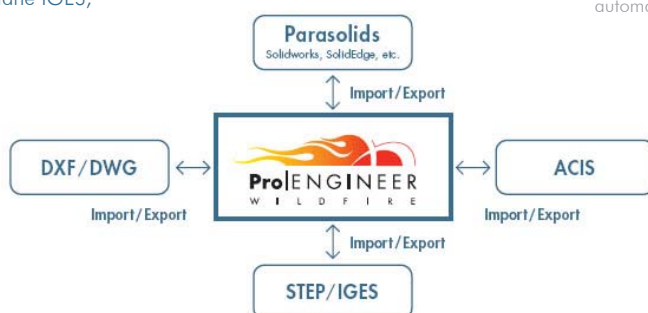 automa
Parasolids
Solidworks, SolidEdge, etc.
Import/Export
DXF/DWG
Pro|ENGINEER
WILDFIRE
ACIS
Import/Export
Import/Export
Import/Export
STEP/IGES